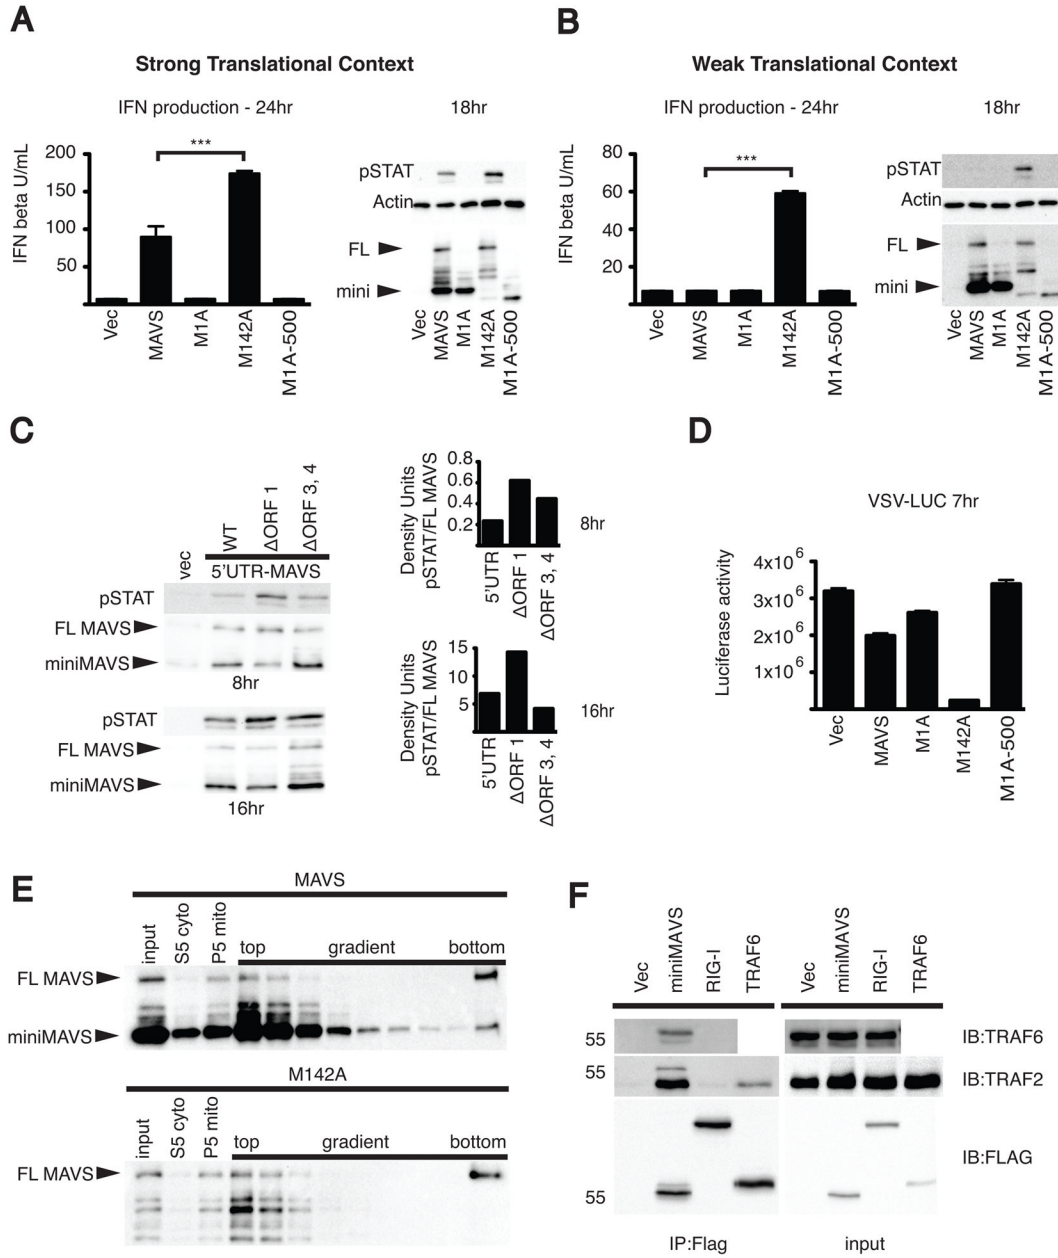 A
Strong Translational Context
IFN production - 24hr
18hr
IFN beta U/mL
200
150
100
50
Vec
MAVS
M1A
M142A
M1A-500
pSTAT
Actin
FL
mini
Vec
MAVS
M1A
M142A
M1A-500
B
Weak Translational Context
IFN production - 24hr
18hr
IFN beta U/mL
80
60
40
20
***
***
Vec
MAVS
M1A
M142A
M1A-500
pSTAT
Actin
FL
mini
Vec
MAVS
M1A
M142A
M1A-500
C
vec
WT
ΔORF 1
ΔORF 3, 4
5'UTR-MAVS
pSTAT
FL MAVS
miniMAVS
8hr
pSTAT
FL MAVS
miniMAVS
16hr
Density Units
pSTAT/FL MAVS
0.8
0.6
0.4
0.2
5'UTR
ΔORF 1
ΔORF 3, 4
8hr
Density Units
pSTAT/FL MAVS
15
10
5
5'UTR
ΔORF 1
ΔORF 3, 4
16hr
D
VSV-LUC 7hr
Luciferase activity
4x10⁶
3x10⁶
2x10⁶
1x10⁶
Vec
MAVS
M1A
M142A
M1A-500
E
MAVS
input
S5 cyto
P5 mito
top gradient bottom
FL MAVS
miniMAVS
M142A
input
S5 cyto
P5 mito
top gradient bottom
FL MAVS
F
Vec
miniMAVS
RIG-I
TRAF6
Vec
miniMAVS
RIG-I
TRAF6
55 IB:TRAF6
55 IB:TRAF2
IB:FLAG
55
IP:Flag input